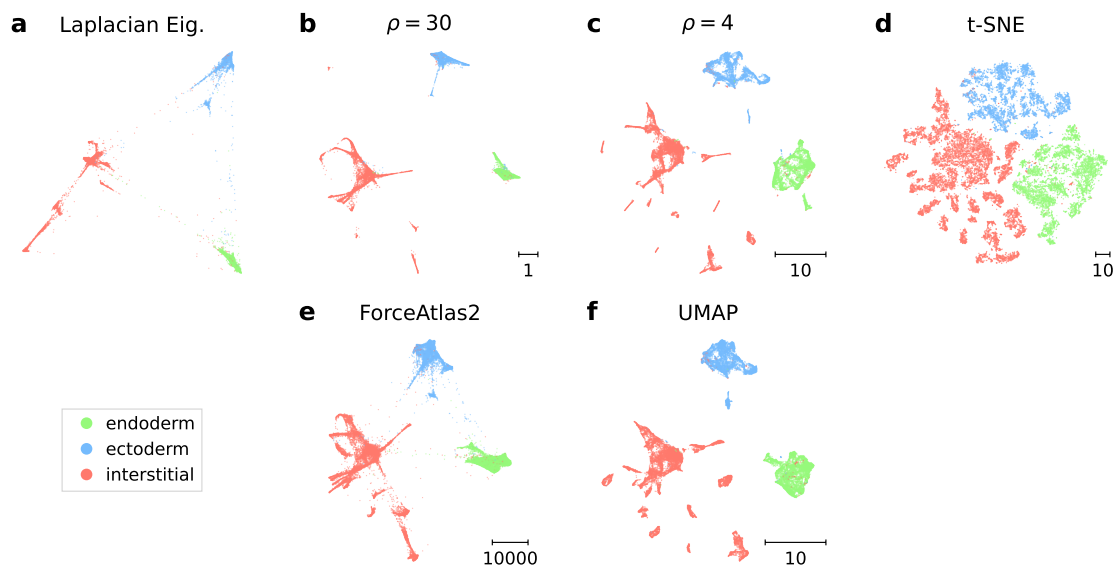 a Laplacian Eig.
b ρ = 30
c ρ = 4
d t-SNE
1
10
10
e ForceAtlas2
f UMAP
endoderm
ectoderm
interstitial
10000
10